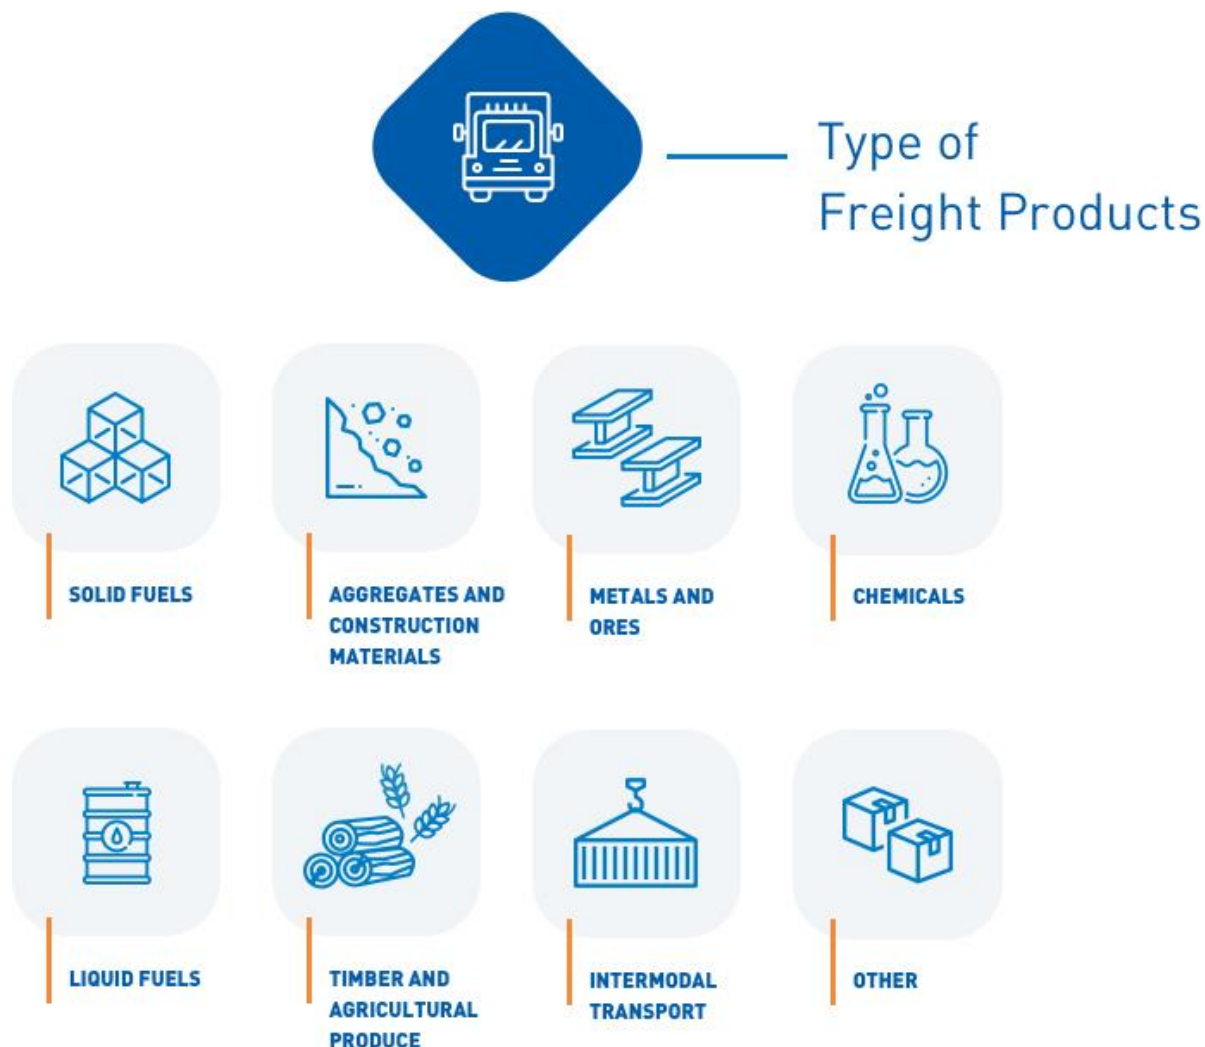 Type of
Freight Products
SOLID FUELS
AGGREGATES AND
CONSTRUCTION
MATERIALS
METALS AND
ORES
CHEMICALS
LIQUID FUELS
TIMBER AND
AGRICULTURAL
PRODUCE
INTERMODAL
TRANSPORT
OTHER